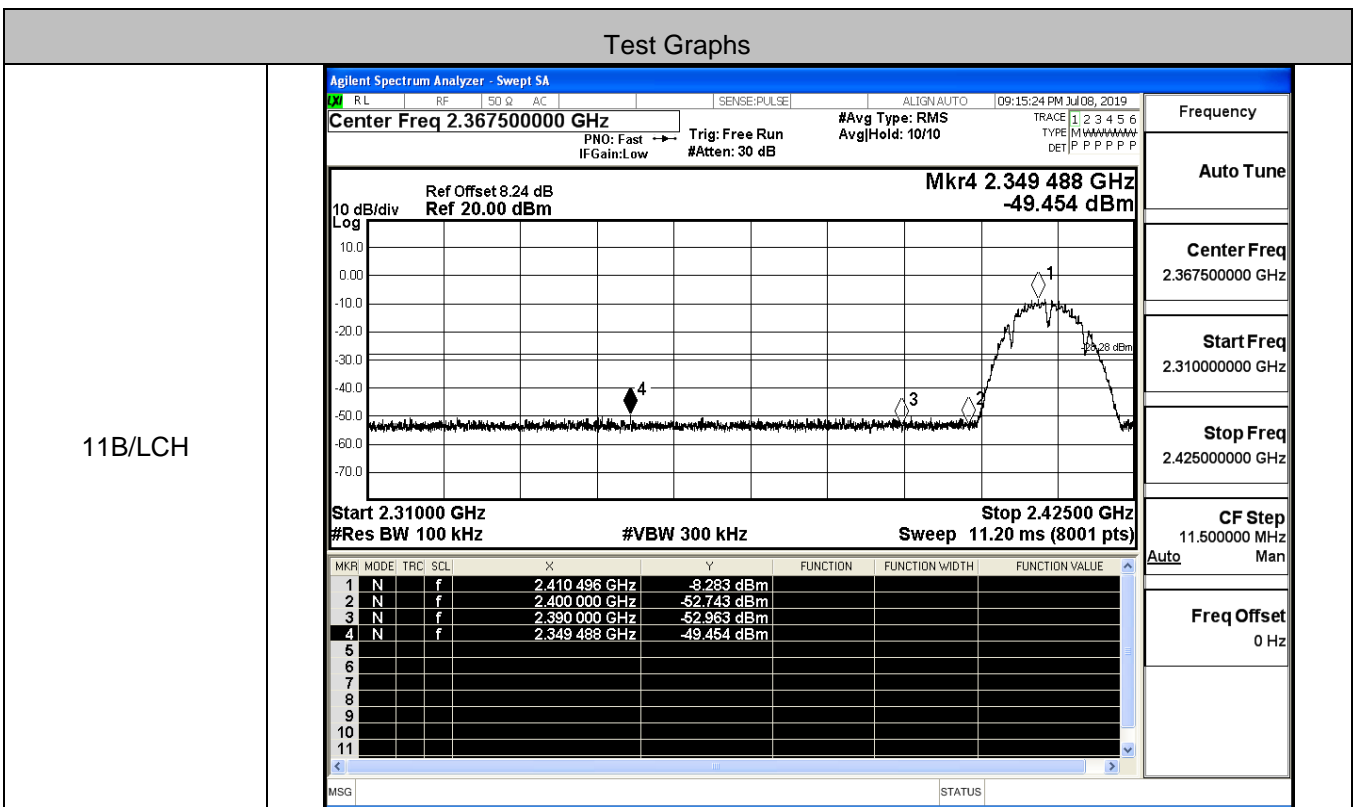 Test Graphs
11B/LCH
Agilent Spectrum Analyzer - Swept SA
LXI RL RF 50 Ω AC SENSE:PULSE ALIGN AUTO 09:15:24 PM Jul 08, 2019
Center Freq 2.367500000 GHz
PNO: Fast
IFGain:Low
Trig: Free Run
#Atten: 30 dB
#Avg Type: RMS
Avg|Hold: 10/10
TRACE 1 2 3 4 5 6
TYPE M WWWWW
DET P P P P P P
Mkr4 2.349 488 GHz
-49.454 dBm
Ref Offset 8.24 dB
10 dB/div Ref 20.00 dBm
Log
10.0
0.00
-10.0
-20.0
-30.0
-40.0
-50.0
-60.0
-70.0
1
-28.28 dBm
4
3
2
Start 2.31000 GHz Stop 2.42500 GHz
#Res BW 100 kHz #VBW 300 kHz Sweep 11.20 ms (8001 pts)
MKR MODE TRC SCL X Y FUNCTION FUNCTION WIDTH FUNCTION VALUE
1 N f 2.410 496 GHz -8.283 dBm
2 N f 2.400 000 GHz -52.743 dBm
3 N f 2.390 000 GHz -52.963 dBm
4 N f 2.349 488 GHz -49.454 dBm
5
6
7
8
9
10
11
MSG STATUS
Frequency
Auto Tune
Center Freq
2.367500000 GHz
Start Freq
2.310000000 GHz
Stop Freq
2.425000000 GHz
CF Step
11.500000 MHz
Auto Man
Freq Offset
0 Hz